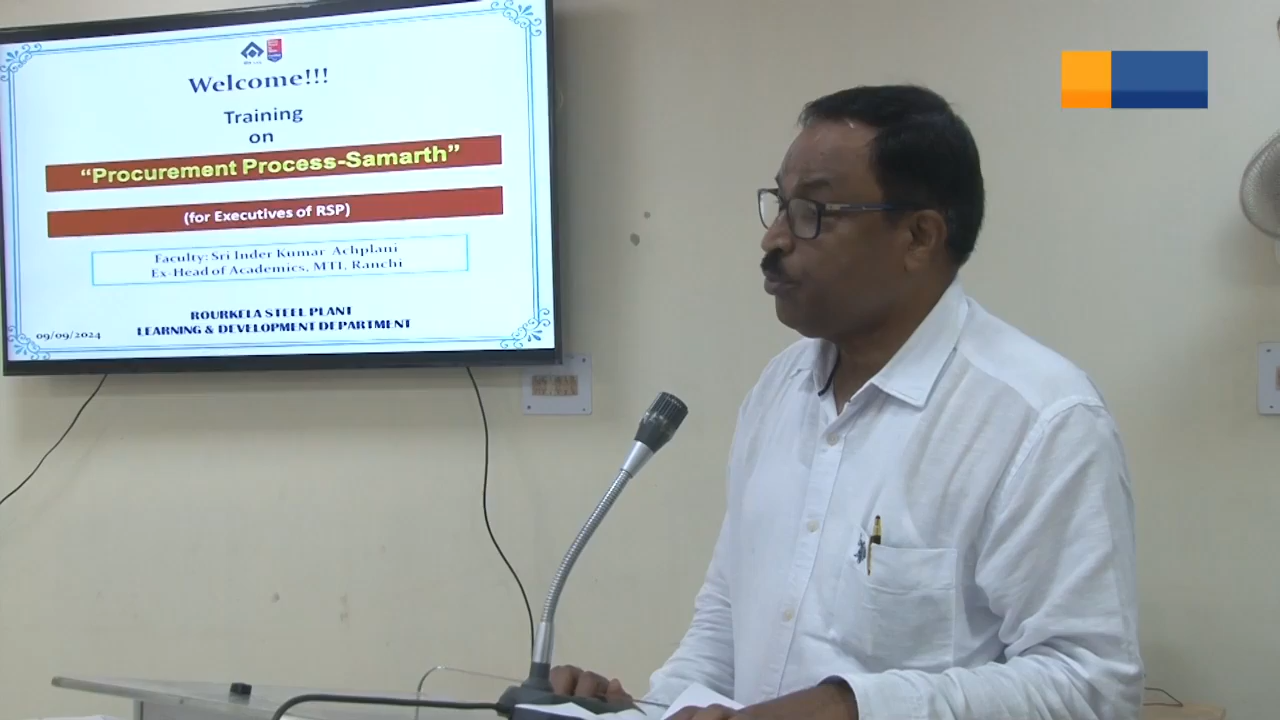 Welcome!!!
Training
on
“Procurement Process-Samarth”
(for Executives of RSP)
Faculty: Sri Inder Kumar Achplani
Ex-Head of Academics, MTI, Ranchi
ROURKELA STEEL PLANT
09/09/2024 LEARNING & DEVELOPMENT DEPARTMENT